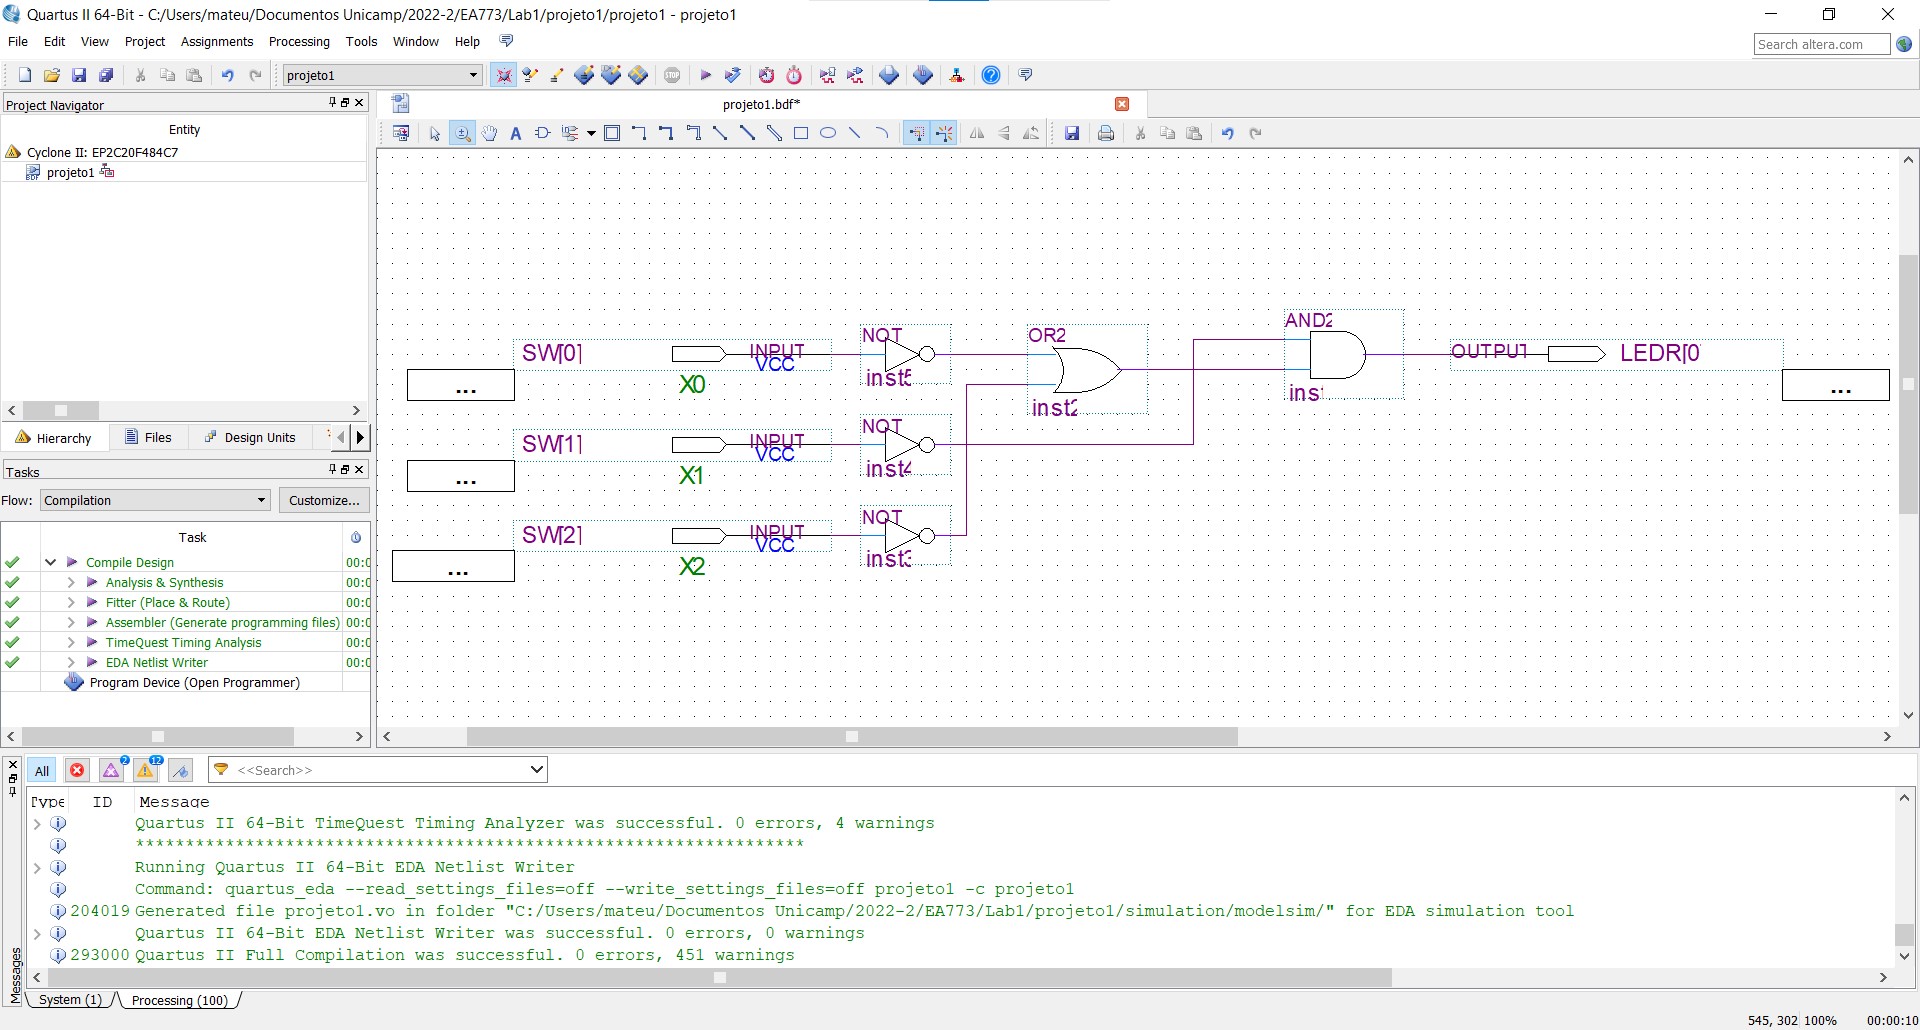 Quartus II 64-Bit - C:/Users/mateu/Documentos Unicamp/2022-2/EA773/Lab1/projeto1/projeto1 - projeto1
File Edit View Project Assignments Processing Tools Window Help
Search altera.com
projeto1
STOP
Project Navigator
Entity
Cyclone II: EP2C20F484C7
projeto1
Hierarchy Files Design Units
Tasks
Flow: Compilation Customize...
Task
Compile Design 00:0
Analysis & Synthesis 00:0
Fitter (Place & Route) 00:0
Assembler (Generate programming files) 00:0
TimeQuest Timing Analysis 00:0
EDA Netlist Writer 00:0
Program Device (Open Programmer)
projeto1.bdf*
SW[0] INPUT
VCC
X0
...
NOT
inst5
SW[1] INPUT
VCC
X1
...
NOT
inst4
SW[2] INPUT
VCC
X2
...
NOT
inst3
OR2
inst2
AND2
inst
OUTPUT LEDR[0
...
All 2 12 <<Search>>
Type ID Message
Quartus II 64-Bit TimeQuest Timing Analyzer was successful. 0 errors, 4 warnings
*******************************************************************
Running Quartus II 64-Bit EDA Netlist Writer
Command: quartus_eda --read_settings_files=off --write_settings_files=off projeto1 -c projeto1
204019 Generated file projeto1.vo in folder "C:/Users/mateu/Documentos Unicamp/2022-2/EA773/Lab1/projeto1/simulation/modelsim/" for EDA simulation tool
Quartus II 64-Bit EDA Netlist Writer was successful. 0 errors, 0 warnings
293000 Quartus II Full Compilation was successful. 0 errors, 451 warnings
Messages
System (1) Processing (100)
545, 302 100% 00:00:10